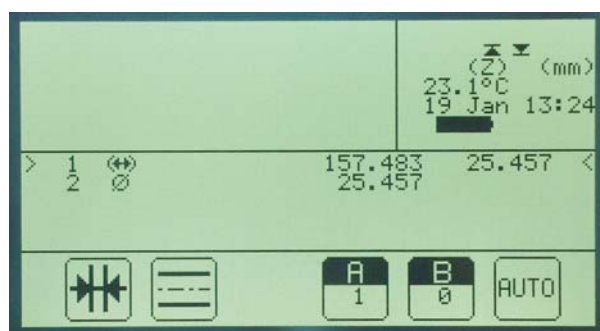 (Z) (mm)
23.1°C
19 Jan 13:24
> 1 (↔) 157.483 25.457 <
2 Ø 25.457
A
1
B
0
AUTO